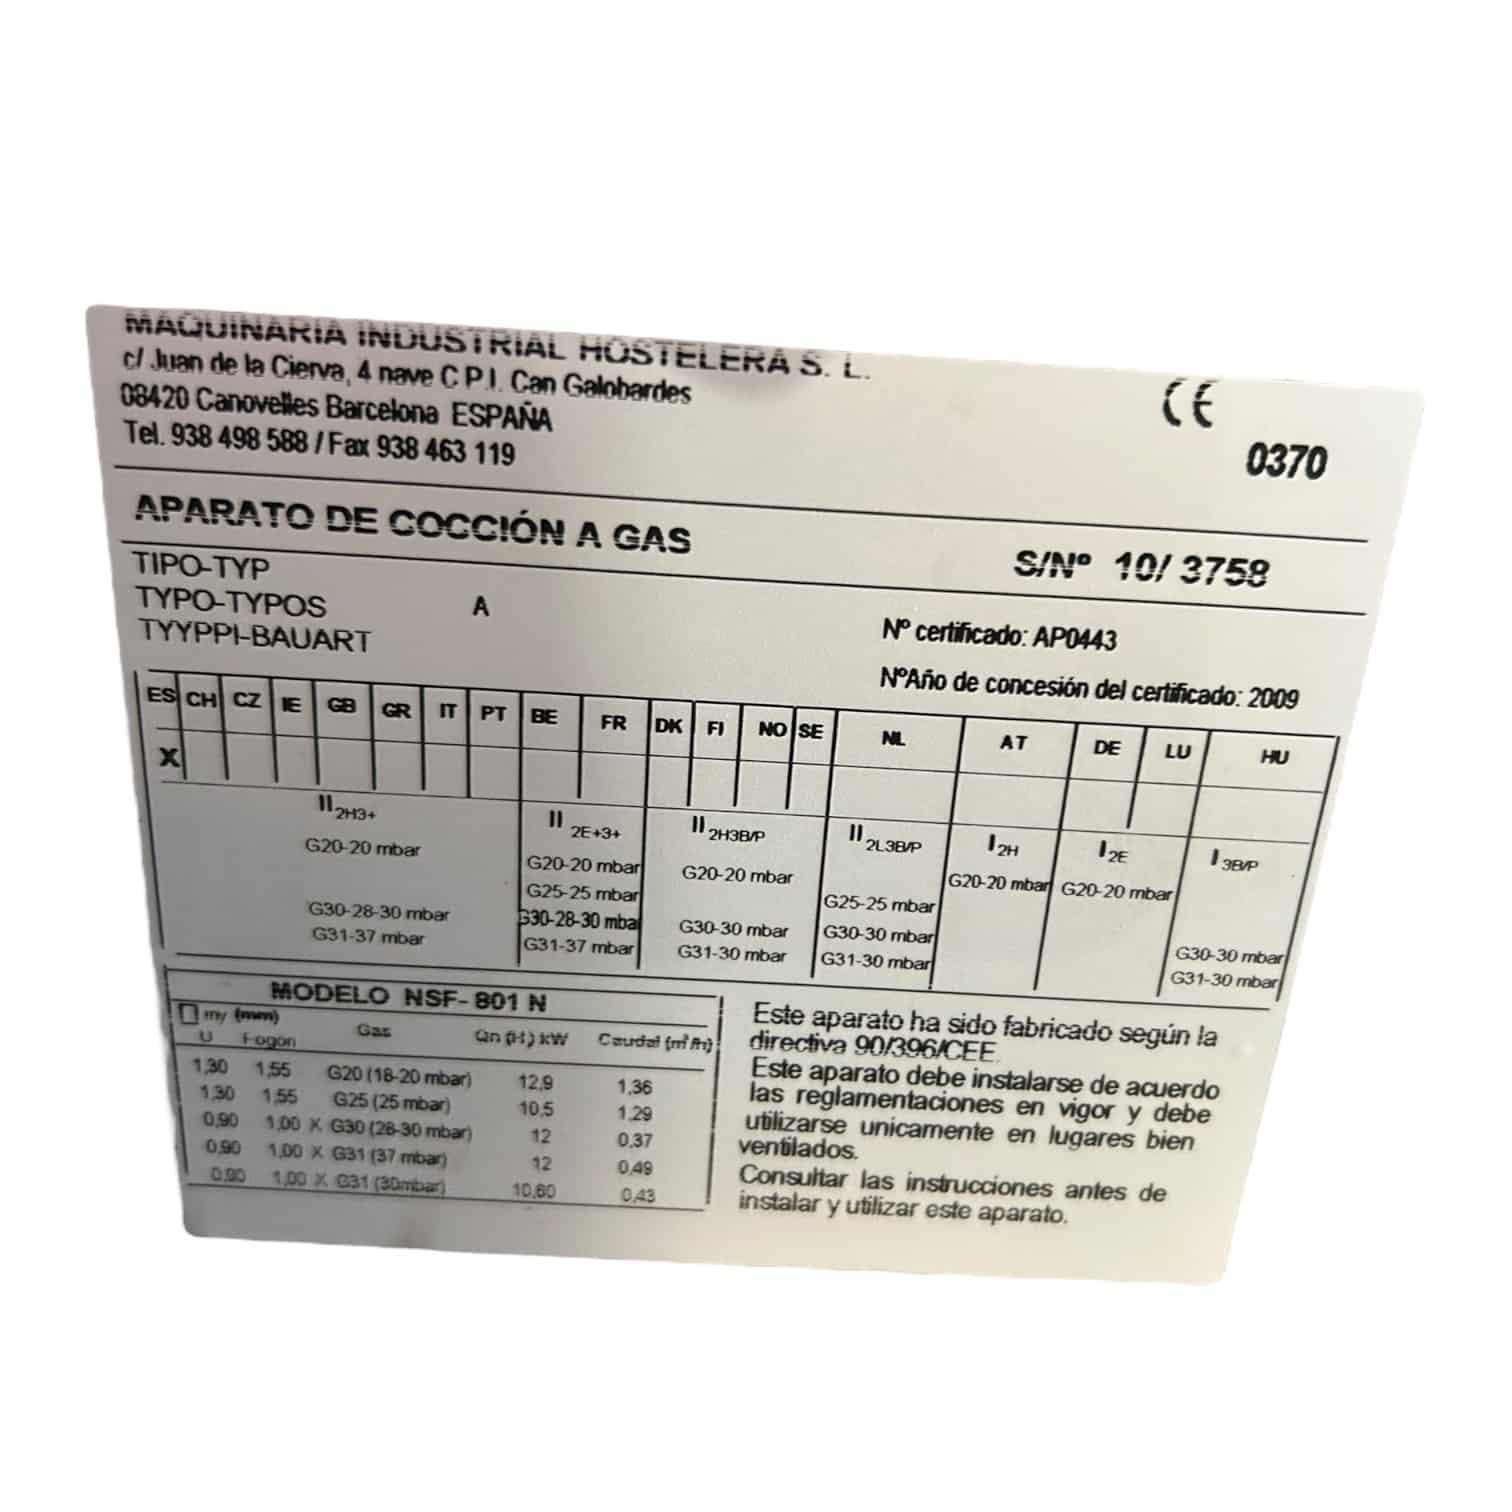 MAQUINARIA INDUSTRIAL HOSTELERA S. L.
c/ Juan de la Cierva, 4 nave C P.I. Can Galobardes
08420 Canovelles Barcelona ESPAÑA
Tel. 938 498 588 / Fax 938 463 119
CE
0370
APARATO DE COCCIÓN A GAS
S/Nº 10/ 3758
TIPO-TYP
TYPO-TYPOS A
TYYPPI-BAUART
Nº certificado: AP0443
NºAño de concesión del certificado: 2009
ES CH CZ IE GB GR IT PT BE FR DK FI NO SE NL AT DE LU HU
X
II2H3+ II2E+3+ II2H3B/P II2L3B/P I2H I2E I3B/P
G20-20 mbar G20-20 mbar G20-20 mbar G20-20 mbar G20-20 mbar
G25-25 mbar G25-25 mbar
G30-28-30 mbar G30-28-30 mbar G30-30 mbar G30-30 mbar G30-30 mbar
G31-37 mbar G31-37 mbar G31-30 mbar G31-30 mbar G31-30 mbar
MODELO NSF- 801 N
my (mm)
U Fogón Gas Qn (H) kW Caudal (m³/h)
1,30 1,55 G20 (18-20 mbar) 12,9 1,36
1,30 1,55 G25 (25 mbar) 10,5 1,29
0,90 1,00 X G30 (28-30 mbar) 12 0,37
0,90 1,00 X G31 (37 mbar) 12 0,49
0,90 1,00 X G31 (30mbar) 10,60 0,43
Este aparato ha sido fabricado según la
directiva 90/396/CEE.
Este aparato debe instalarse de acuerdo
las reglamentaciones en vigor y debe
utilizarse unicamente en lugares bien
ventilados.
Consultar las instrucciones antes de
instalar y utilizar este aparato.